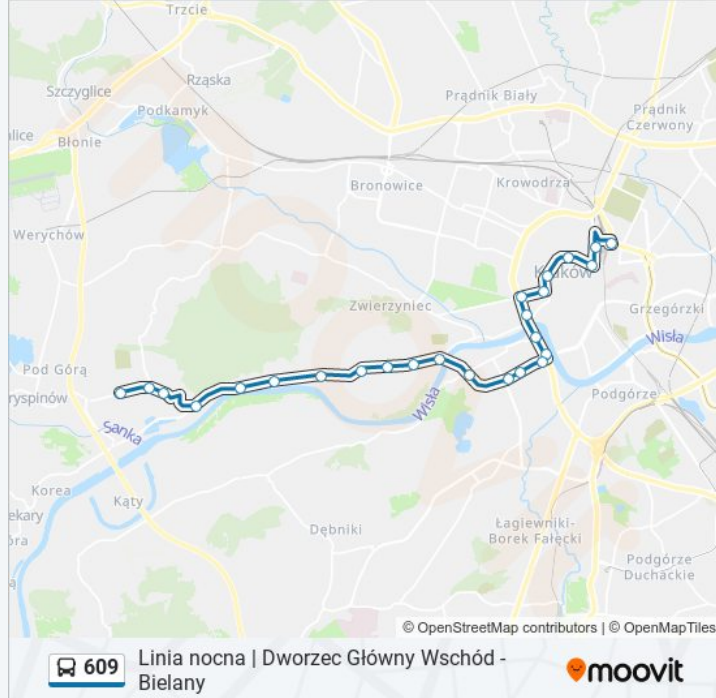 Trzcie
Szczyglice
Rząska
Podkamyk
Prądnik Biały
Prądnik
Czerwony
alice
Błonie
Bronowice
Krowodrza
Werychów
Kraków
Zwierzyniec
Grzegórzki
Wisła
Pod Górą
ryspinów
Podgórze
Wisła
Sanka
Korea
ekary
Kąty
óra
Dębniki
Łagiewniki-
Borek Fałęcki
Podgórze
Duchackie
© OpenStreetMap contributors | © OpenMapTiles
609
Linia nocna | Dworzec Główny Wschód -
Bielany
moovit